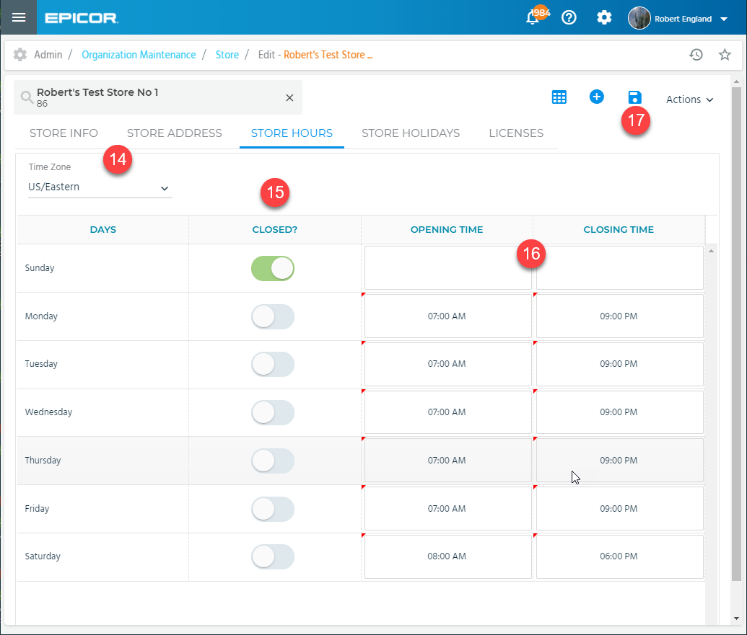 EPICOR
1984
Robert England
Admin / Organization Maintenance / Store / Edit - Robert's Test Store ...
Robert's Test Store No 1
86
Actions
17
STORE INFO STORE ADDRESS STORE HOURS STORE HOLIDAYS LICENSES
14
Time Zone
US/Eastern
15
DAYS CLOSED? OPENING TIME CLOSING TIME
16
Sunday
Monday 07:00 AM 09:00 PM
Tuesday 07:00 AM 09:00 PM
Wednesday 07:00 AM 09:00 PM
Thursday 07:00 AM 09:00 PM
Friday 07:00 AM 09:00 PM
Saturday 08:00 AM 06:00 PM